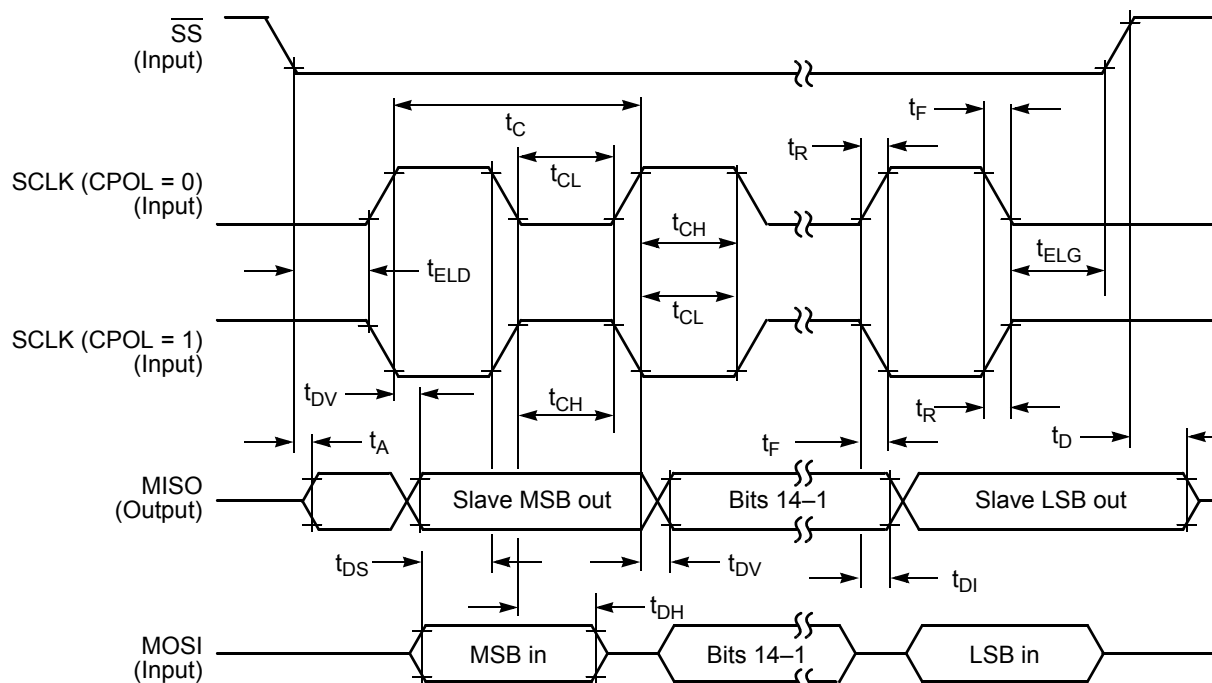 SS
(Input)
tC
tF
tR
tCL
SCLK (CPOL = 0)
(Input)
tCH
tELD
tELG
tCL
SCLK (CPOL = 1)
(Input)
tDV
tCH
tR
tA
tF
tD
MISO
(Output)
Slave MSB out
Bits 14–1
Slave LSB out
tDS
tDV
tDI
tDH
MOSI
(Input)
MSB in
Bits 14–1
LSB in